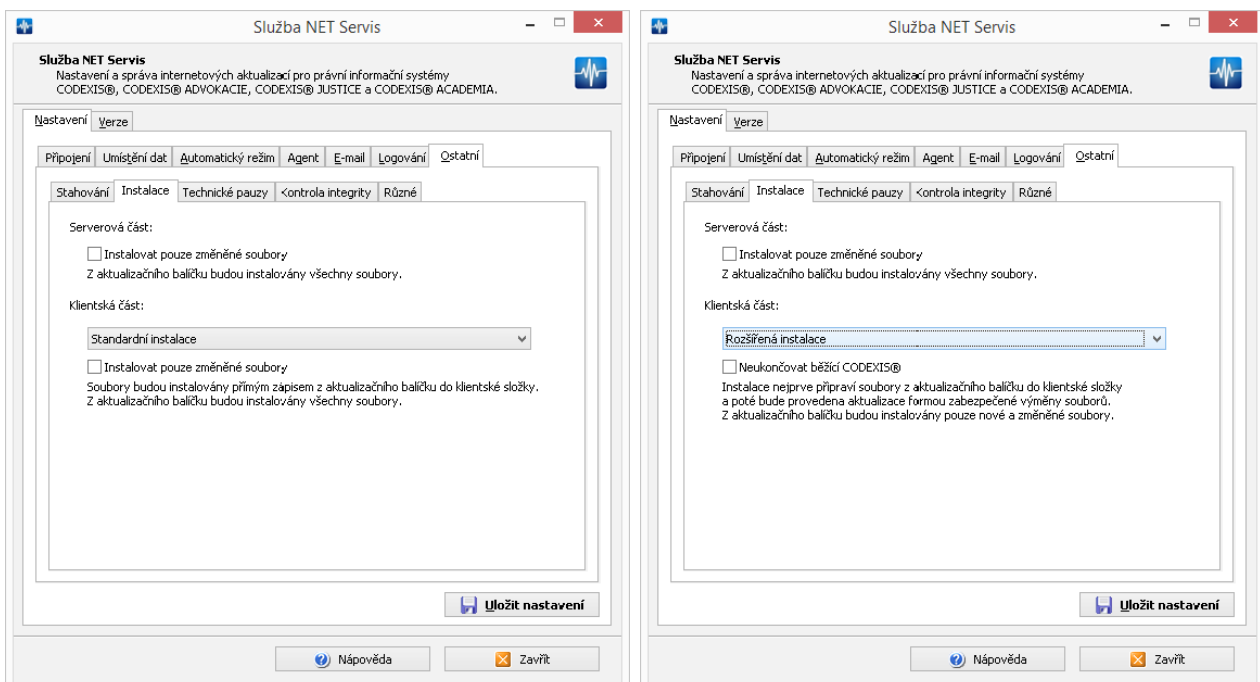 Služba NET Servis
Služba NET Servis
Nastavení a správa internetových aktualizací pro právní informační systémy
CODEXIS®, CODEXIS® ADVOKACIE, CODEXIS® JUSTICE a CODEXIS® ACADEMIA.
Nastavení Verze
Připojení Umístění dat Automatický režim Agent E-mail Logování Ostatní
Stahování Instalace Technické pauzy Kontrola integrity Různé
Serverová část:
Instalovat pouze změněné soubory
Z aktualizačního balíčku budou instalovány všechny soubory.
Klientská část:
Standardní instalace
Instalovat pouze změněné soubory
Soubory budou instalovány přímým zápisem z aktualizačního balíčku do klientské složky.
Z aktualizačního balíčku budou instalovány všechny soubory.
Uložit nastavení
Nápověda Zavřít
Služba NET Servis
Služba NET Servis
Nastavení a správa internetových aktualizací pro právní informační systémy
CODEXIS®, CODEXIS® ADVOKACIE, CODEXIS® JUSTICE a CODEXIS® ACADEMIA.
Nastavení Verze
Připojení Umístění dat Automatický režim Agent E-mail Logování Ostatní
Stahování Instalace Technické pauzy Kontrola integrity Různé
Serverová část:
Instalovat pouze změněné soubory
Z aktualizačního balíčku budou instalovány všechny soubory.
Klientská část:
Rozšířená instalace
Neukončovat běžící CODEXIS®
Instalace nejprve připraví soubory z aktualizačního balíčku do klientské složky
a poté bude provedena aktualizace formou zabezpečené výměny souborů.
Z aktualizačního balíčku budou instalovány pouze nové a změněné soubory.
Uložit nastavení
Nápověda Zavřít